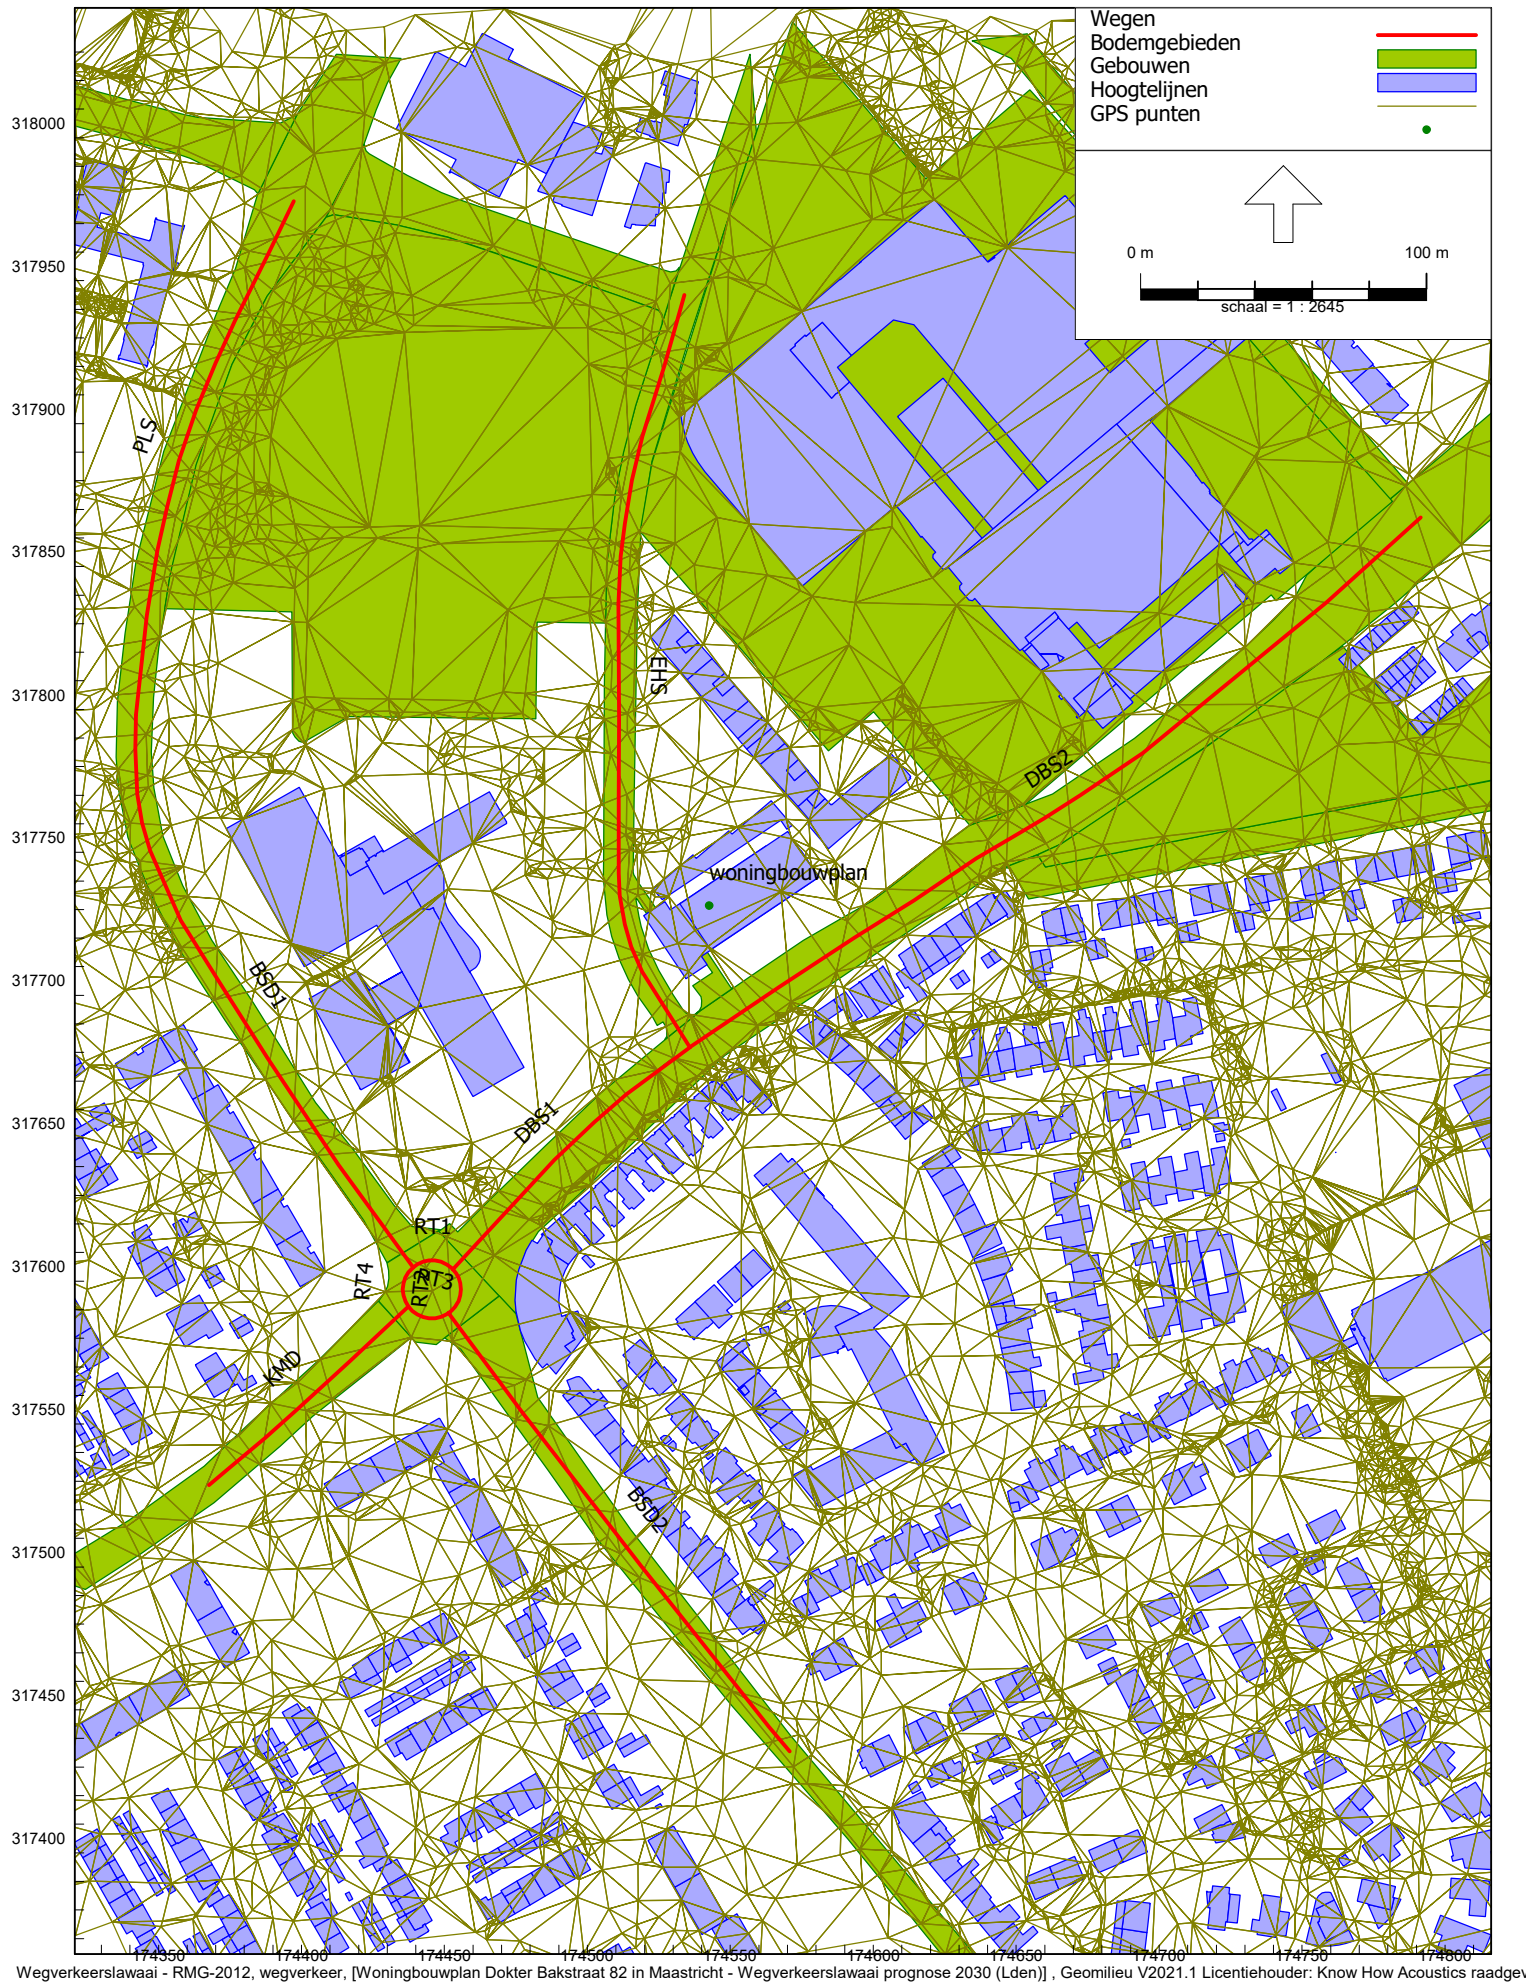 Wegen
Bodemgebieden
Gebouwen
Hoogtelijnen
GPS punten
0 m
100 m
schaal = 1 : 2645
318000
317950
317900
317850
317800
317750
317700
317650
317600
317550
317500
317450
317400
PLS
EHS
DBS2
woningbouwplan
BSD1
DBS1
RT1
RT4
RT3
KMD
BSD2
174350
174400
174450
174500
174550
174600
174650
174700
174750
174800
Wegverkeerslawaai - RMG-2012, wegverkeer, [Woningbouwplan Dokter Bakstraat 82 in Maastricht - Wegverkeerslawaai prognose 2030 (Lden)] , Geomilieu V2021.1 Licentiehouder: Know How Acoustics raadgev